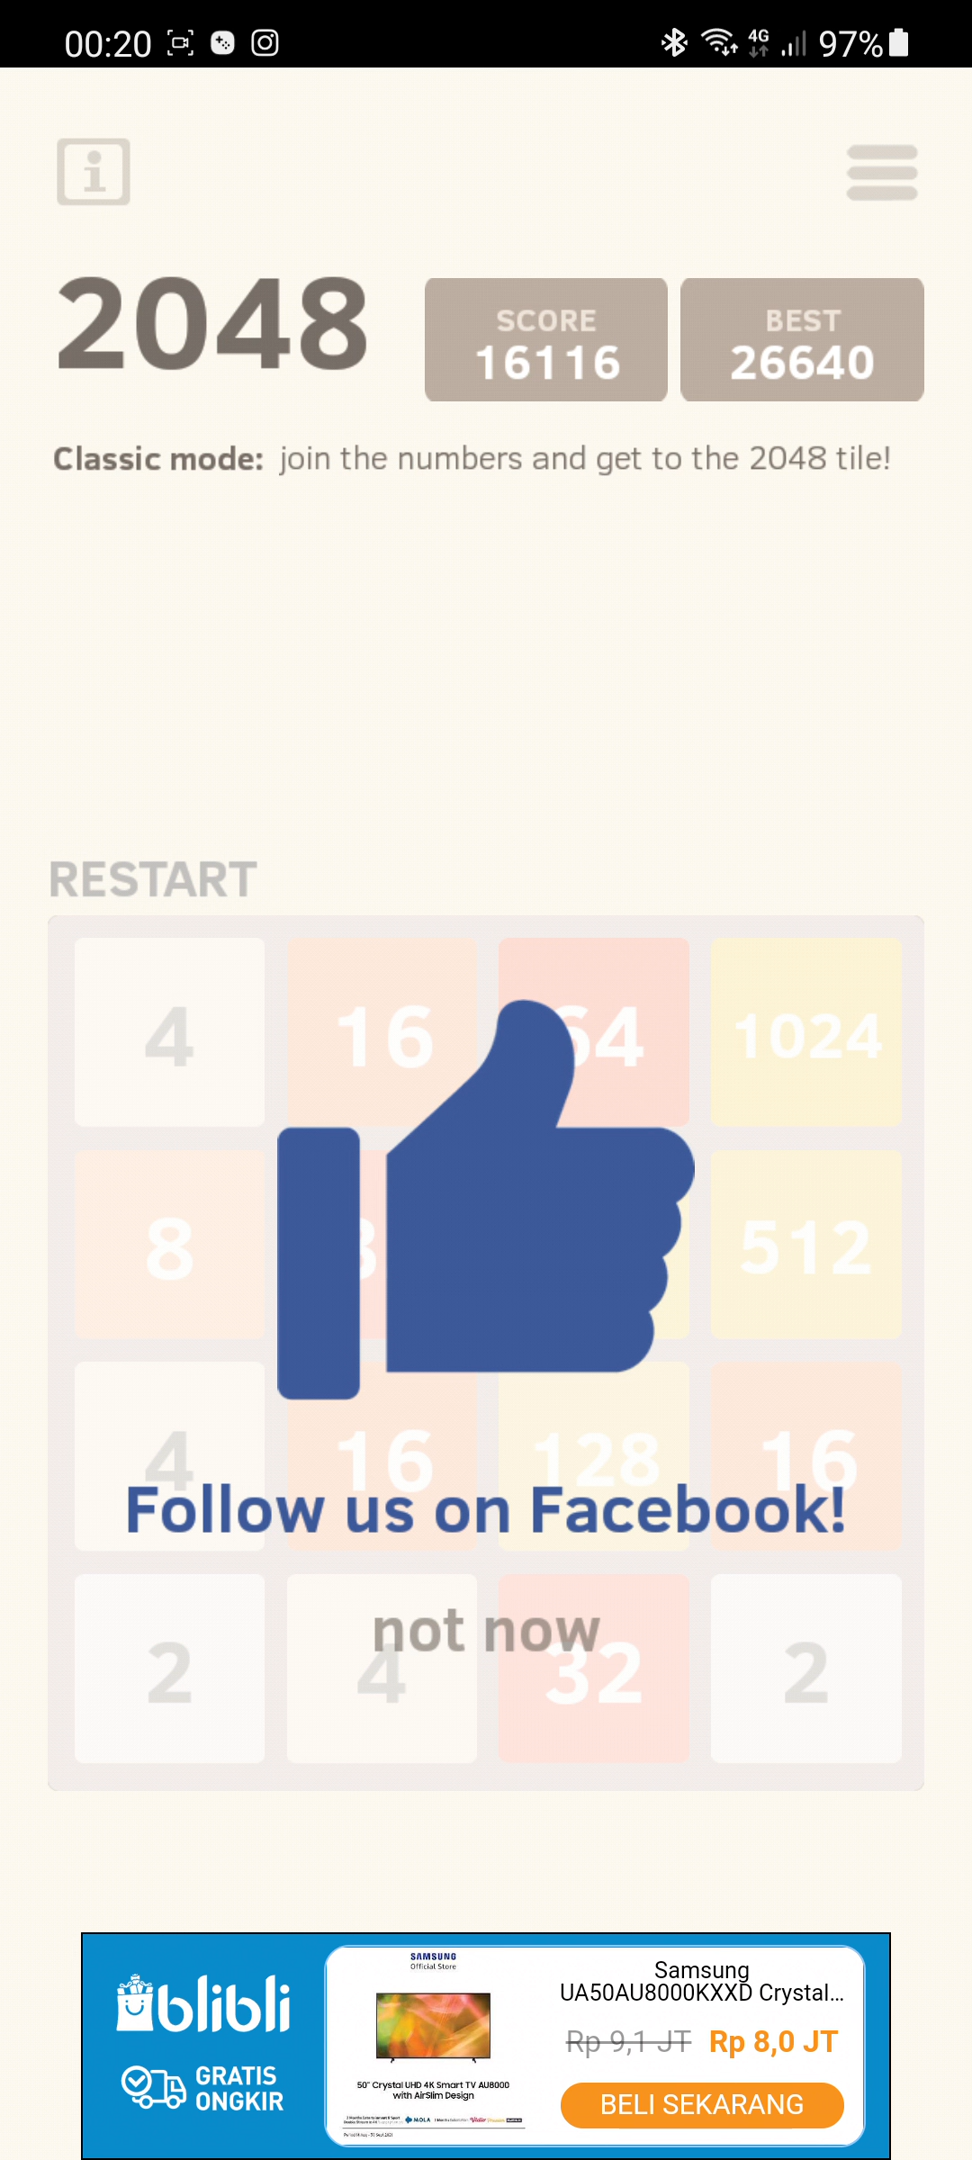 00:20
4G
97%
2048
SCORE
16116
BEST
26640
Classic mode: join the numbers and get to the 2048 tile!
RESTART
4 16 64 1024
8 512
4 16 128 16
Follow us on Facebook!
not now
2 4 32 2
blibli
GRATIS
ONGKIR
SAMSUNG
Official Store
50" Crystal UHD 4K Smart TV AU8000
with AirSlim Design
Samsung
UA50AU8000KXXD Crystal...
Rp 9,1 JT Rp 8,0 JT
BELI SEKARANG